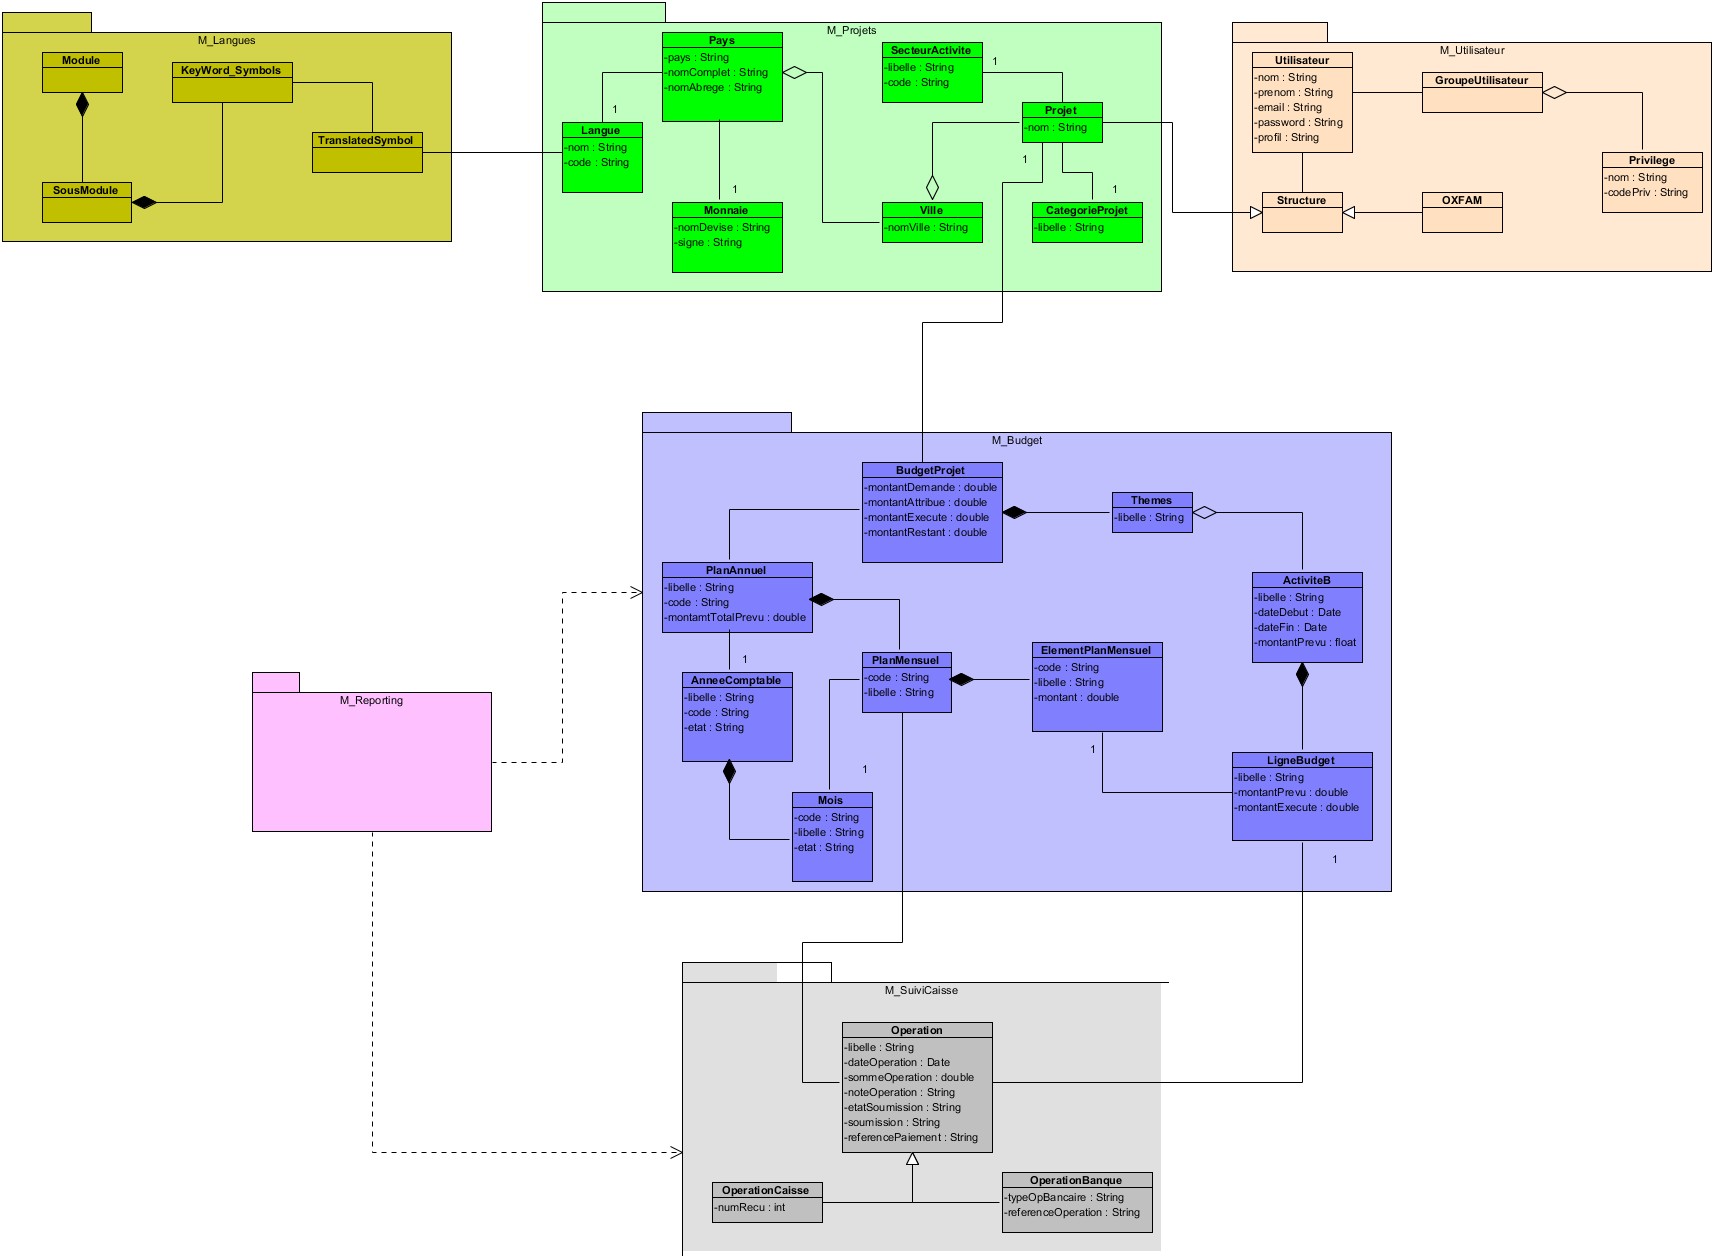 M_Langues
Module
KeyWord_Symbols
TranslatedSymbol
SousModule
M_Projets
Pays
-pays : String
-nomComplet : String
-nomAbrege : String
SecteurActivite
-libelle : String
-code : String
1
Projet
-nom : String
1
Langue
-nom : String
-code : String
1
1
Monnaie
-nomDevise : String
-signe : String
Ville
-nomVille : String
1
CategorieProjet
-libelle : String
M_Utilisateur
Utilisateur
-nom : String
-prenom : String
-email : String
-password : String
-profil : String
GroupeUtilisateur
Privilege
-nom : String
-codePriv : String
Structure
OXFAM
M_Budget
BudgetProjet
-montantDemande : double
-montantAttribue : double
-montantExecute : double
-montantRestant : double
Themes
-libelle : String
PlanAnnuel
-libelle : String
-code : String
-montamtTotalPrevu : double
ActiviteB
-libelle : String
-dateDebut : Date
-dateFin : Date
-montantPrevu : float
1
PlanMensuel
-code : String
-libelle : String
ElementPlanMensuel
-code : String
-libelle : String
-montant : double
AnneeComptable
-libelle : String
-code : String
-etat : String
1
1
LigneBudget
-libelle : String
-montantPrevu : double
-montantExecute : double
Mois
-code : String
-libelle : String
-etat : String
1
M_Reporting
M_SuiviCaisse
Operation
-libelle : String
-dateOperation : Date
-sommeOperation : double
-noteOperation : String
-etatSoumission : String
-soumission : String
-referencePaiement : String
OperationCaisse
-numRecu : int
OperationBanque
-typeOpBancaire : String
-referenceOperation : String